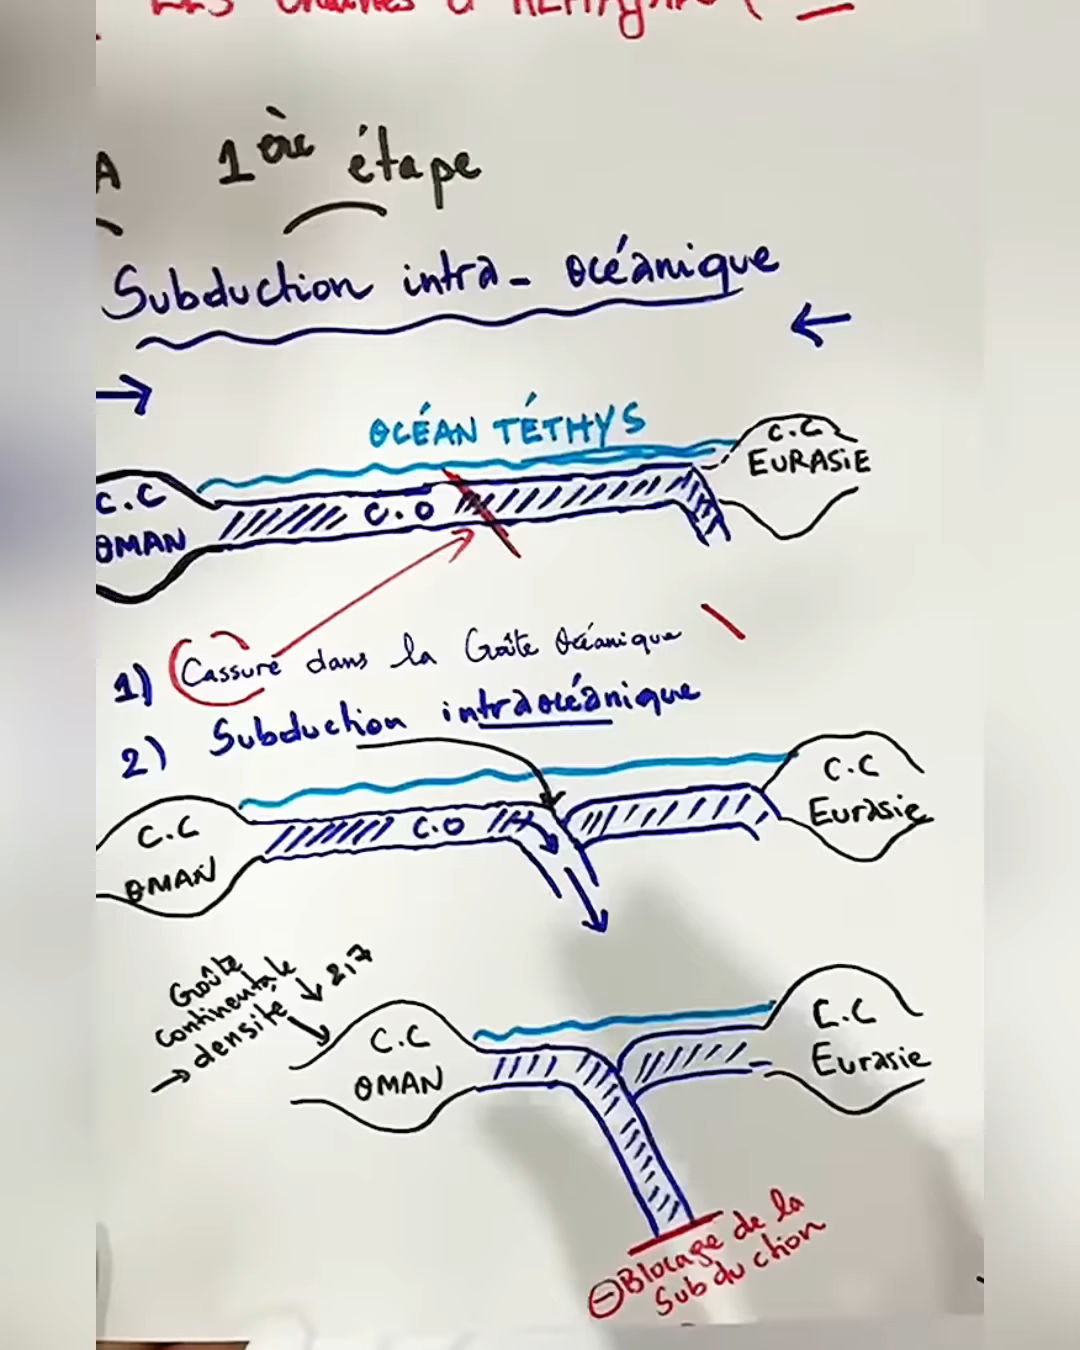 A 1ère étape
Subduction intra-océanique
OCÉAN TÉTHYS
C.C
EURASIE
C.C
OMAN
C.O
1) Cassure dans la Croûte Océanique
2) Subduction intraocéanique
C.C
Eurasie
C.C
OMAN
C.O
Croûte
continentale
→ densité ↓ 2,7
C.C
OMAN
C.C
Eurasie
Blocage de la
Subduction